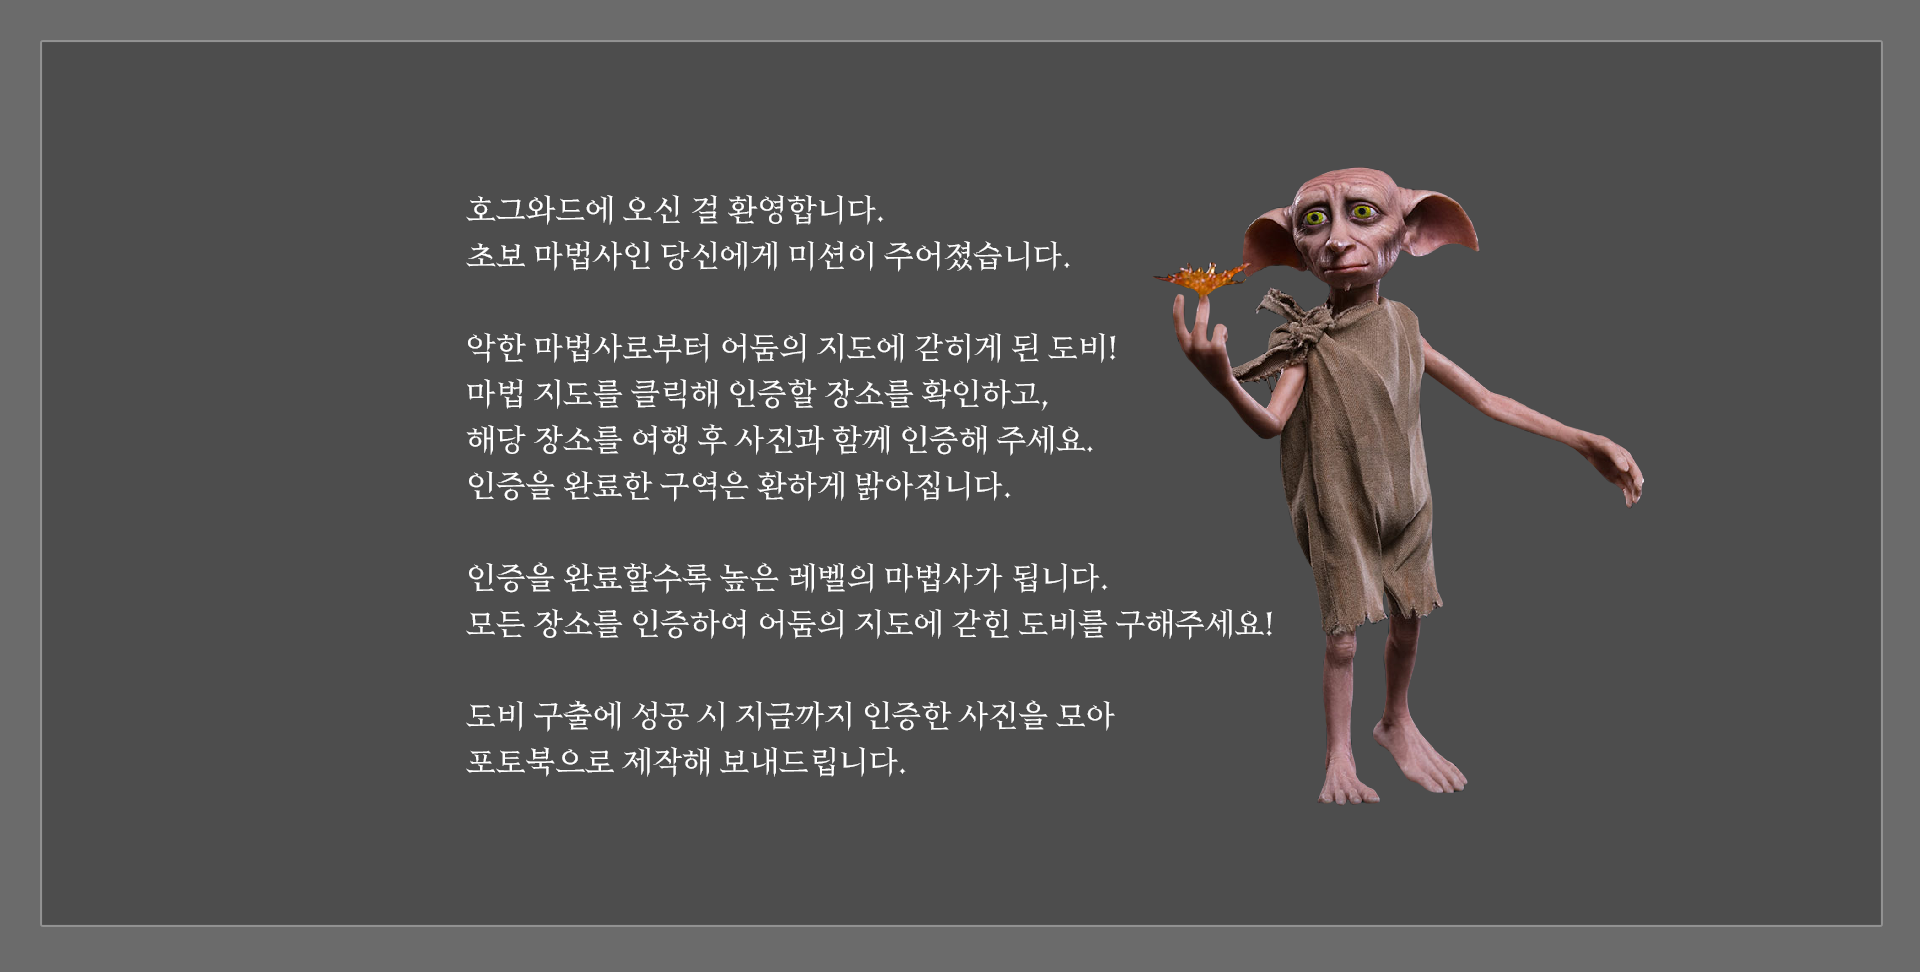 호그와드에 오신 걸 환영합니다.
초보 마법사인 당신에게 미션이 주어졌습니다.
악한 마법사로부터 어둠의 지도에 갇히게 된 도비!
마법 지도를 클릭해 인증할 장소를 확인하고,
해당 장소를 여행 후 사진과 함께 인증해 주세요.
인증을 완료한 구역은 환하게 밝아집니다.
인증을 완료할수록 높은 레벨의 마법사가 됩니다.
모든 장소를 인증하여 어둠의 지도에 갇힌 도비를 구해주세요!
도비 구출에 성공 시 지금까지 인증한 사진을 모아
포토북으로 제작해 보내드립니다.